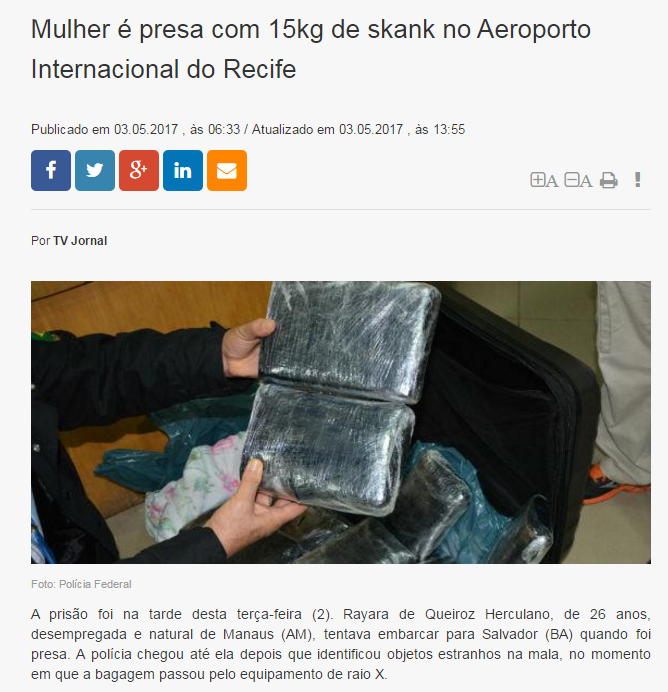 Mulher é presa com 15kg de skank no Aeroporto
Internacional do Recife
Publicado em 03.05.2017 , às 06:33 / Atualizado em 03.05.2017 , às 13:55
f g+ in
A A !
Por TV Jornal
Foto: Polícia Federal
A prisão foi na tarde desta terça-feira (2). Rayara de Queiroz Herculano, de 26 anos,
desempregada e natural de Manaus (AM), tentava embarcar para Salvador (BA) quando foi
presa. A polícia chegou até ela depois que identificou objetos estranhos na mala, no momento
em que a bagagem passou pelo equipamento de raio X.